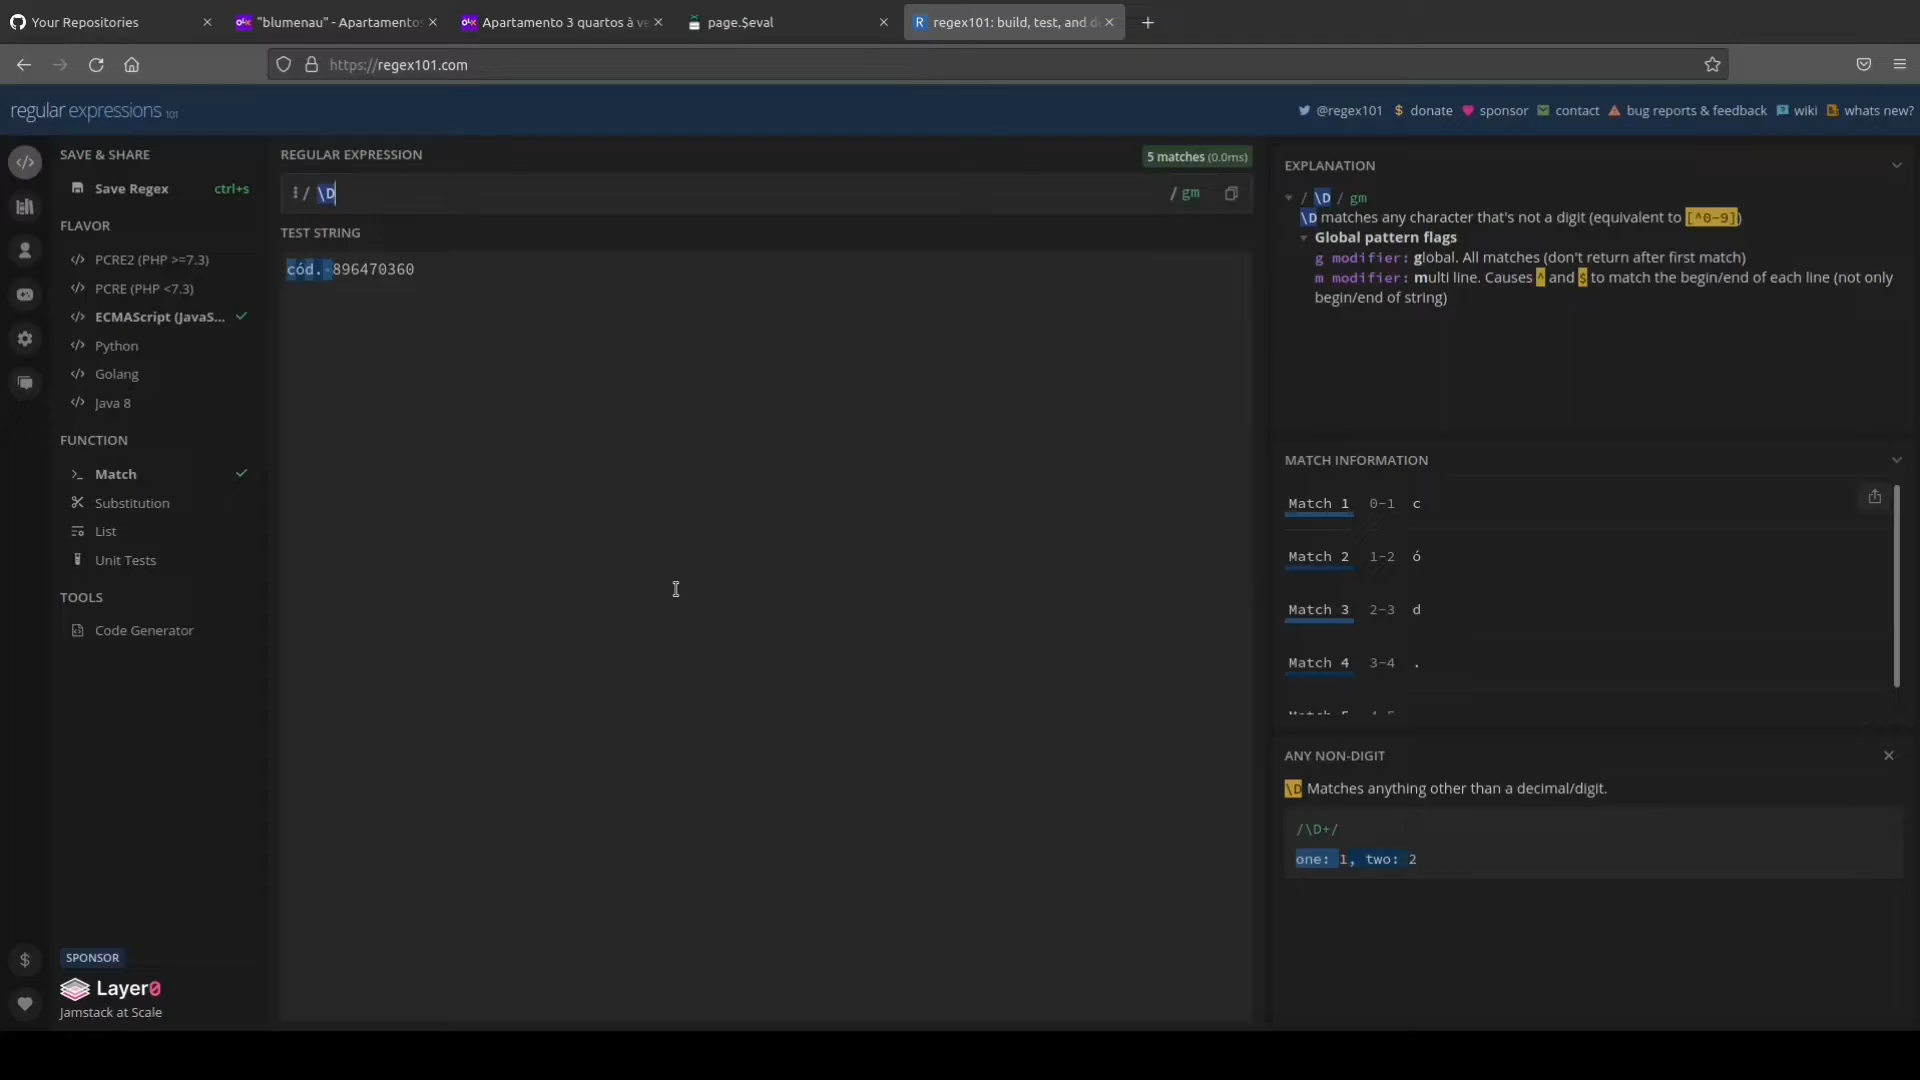 Your Repositories
"blumenau" - Apartamentos
Apartamento 3 quartos à ve
page.$eval
regex101: build, test, and de
https://regex101.com
regular expressions 101
@regex101
donate
sponsor
contact
bug reports & feedback
wiki
whats new?
SAVE & SHARE
Save Regex ctrl+s
FLAVOR
PCRE2 (PHP >=7.3)
PCRE (PHP <7.3)
ECMAScript (JavaS...
Python
Golang
Java 8
FUNCTION
Match
Substitution
List
Unit Tests
TOOLS
Code Generator
SPONSOR
Layer0
Jamstack at Scale
REGULAR EXPRESSION
5 matches (0.0ms)
/ \D / gm
TEST STRING
cód. 896470360
EXPLANATION
/ \D / gm
\D matches any character that's not a digit (equivalent to [^0-9])
Global pattern flags
g modifier: global. All matches (don't return after first match)
m modifier: multi line. Causes ^ and $ to match the begin/end of each line (not only
begin/end of string)
MATCH INFORMATION
Match 1 0-1 c
Match 2 1-2 ó
Match 3 2-3 d
Match 4 3-4 .
Match 5 4-5
ANY NON-DIGIT
\D Matches anything other than a decimal/digit.
/\D+/
one: 1, two: 2